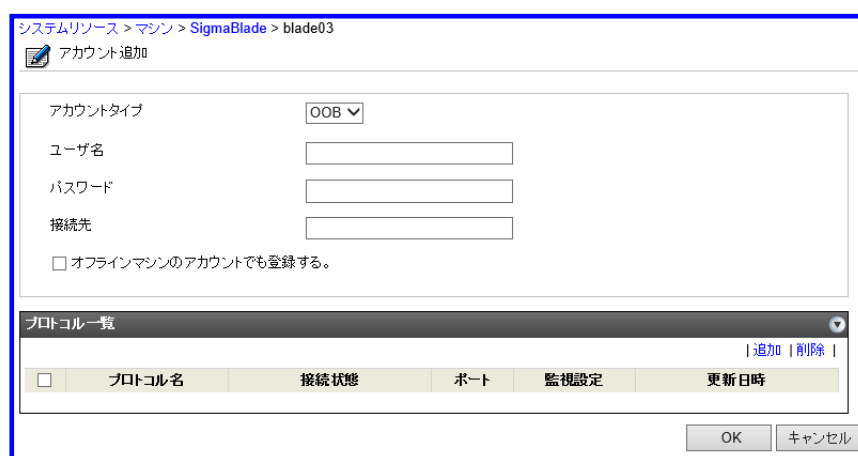 システムリソース > マシン > SigmaBlade > blade03
アカウント追加
アカウントタイプ OOB
ユーザ名
パスワード
接続先
オフラインマシンのアカウントでも登録する。
プロトコル一覧
| 追加 | 削除 |
プロトコル名 接続状態 ポート 監視設定 更新日時
OK キャンセル